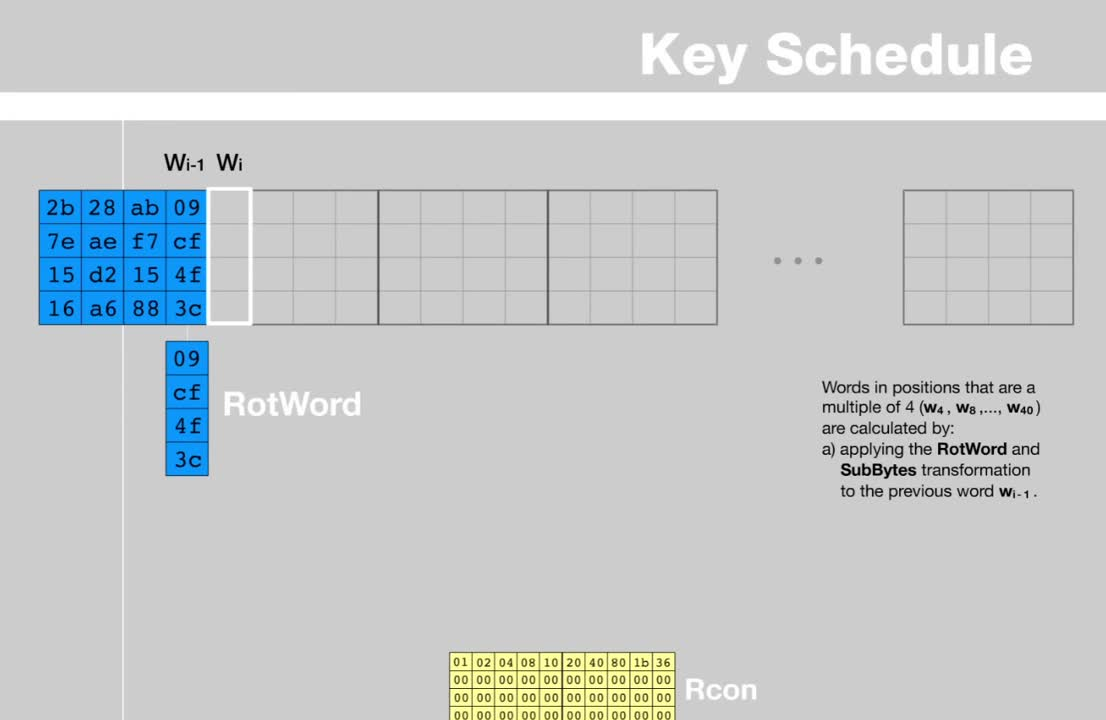 Key Schedule
Wi-1 Wi
2b 28 ab 09
7e ae f7 cf
15 d2 15 4f
16 a6 88 3c
09
cf
4f
3c
RotWord
Words in positions that are a
multiple of 4 (w4 , w8 ,..., w40 )
are calculated by:
a) applying the RotWord and
SubBytes transformation
to the previous word wi-1 .
01 02 04 08 10 20 40 80 1b 36
00 00 00 00 00 00 00 00 00 00
00 00 00 00 00 00 00 00 00 00
00 00 00 00 00 00 00 00 00 00
Rcon